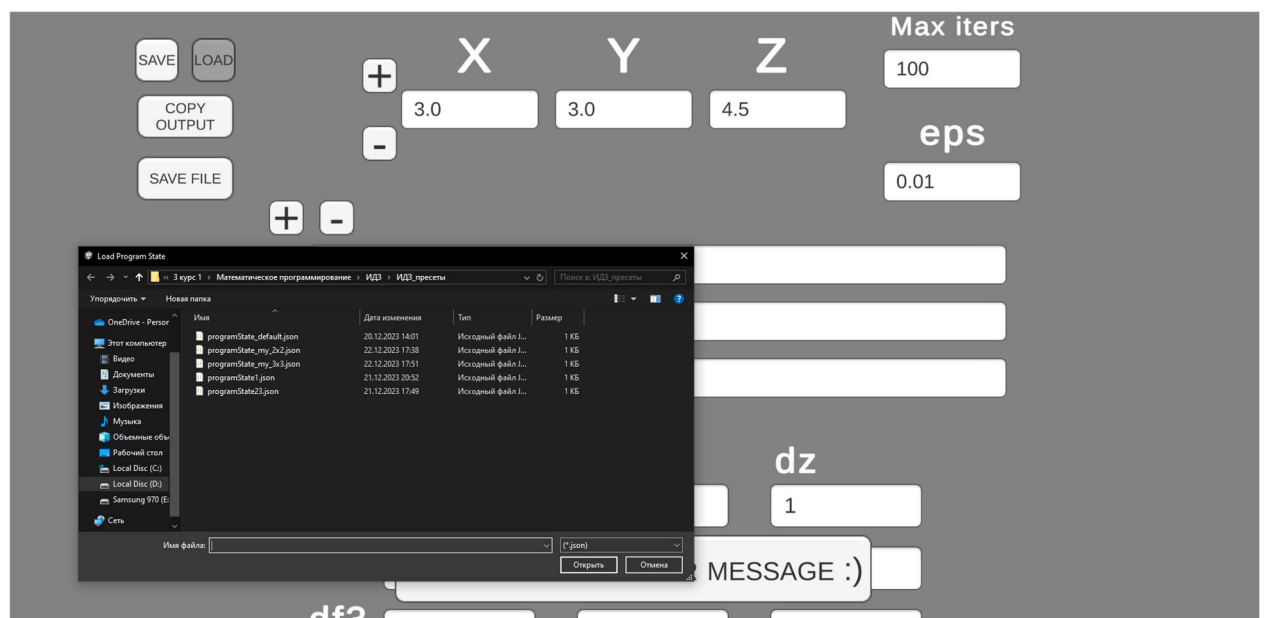 Max iters
X Y Z
SAVE LOAD
+
100
3.0 3.0 4.5
COPY
OUTPUT
-
eps
SAVE FILE
0.01
+ -
Load Program State
« 3 курс 1 › Математическое программирование › ИДЗ › ИДЗ_пресеты
Поиск в: ИДЗ_пресеты
Упорядочить Новая папка
Имя Дата изменения Тип Размер
OneDrive - Person
programState_default.json 20.12.2023 14:01 Исходный файл J... 1 КБ
Этот компьютер
programState_my_2x2.json 22.12.2023 17:38 Исходный файл J... 1 КБ
Видео
programState_my_3x3.json 22.12.2023 17:51 Исходный файл J... 1 КБ
Документы
programState1.json 21.12.2023 20:52 Исходный файл J... 1 КБ
Загрузки
programState23.json 21.12.2023 17:49 Исходный файл J... 1 КБ
Изображения
Музыка
Объемные объ
Рабочий стол
Local Disc (C:)
Local Disc (D:)
Samsung 970 (E:
Сеть
dz
1
Имя файла: (*.json)
Открыть Отмена
MESSAGE :)
df3